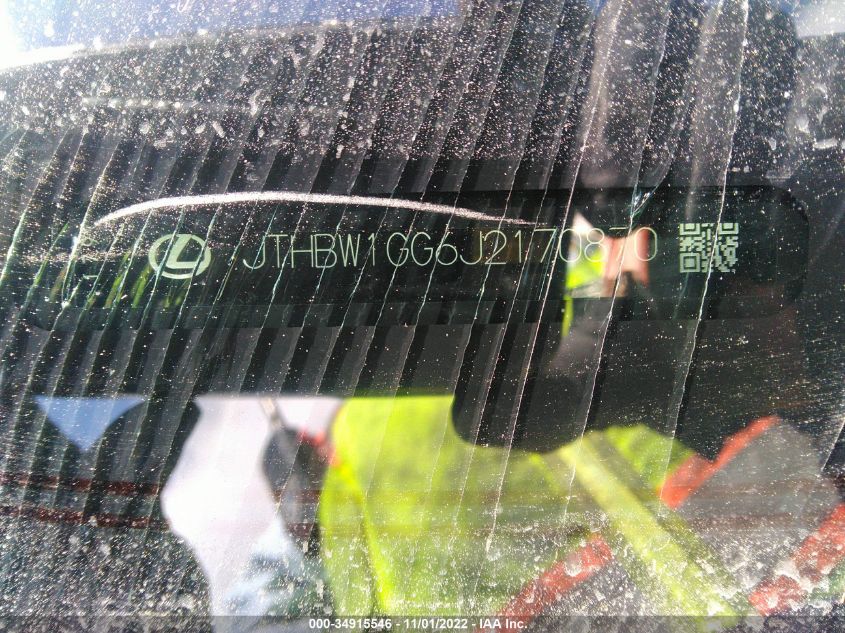 JTHBW1GG6J2170870
000-34915546 - 11/01/2022 - IAA Inc.